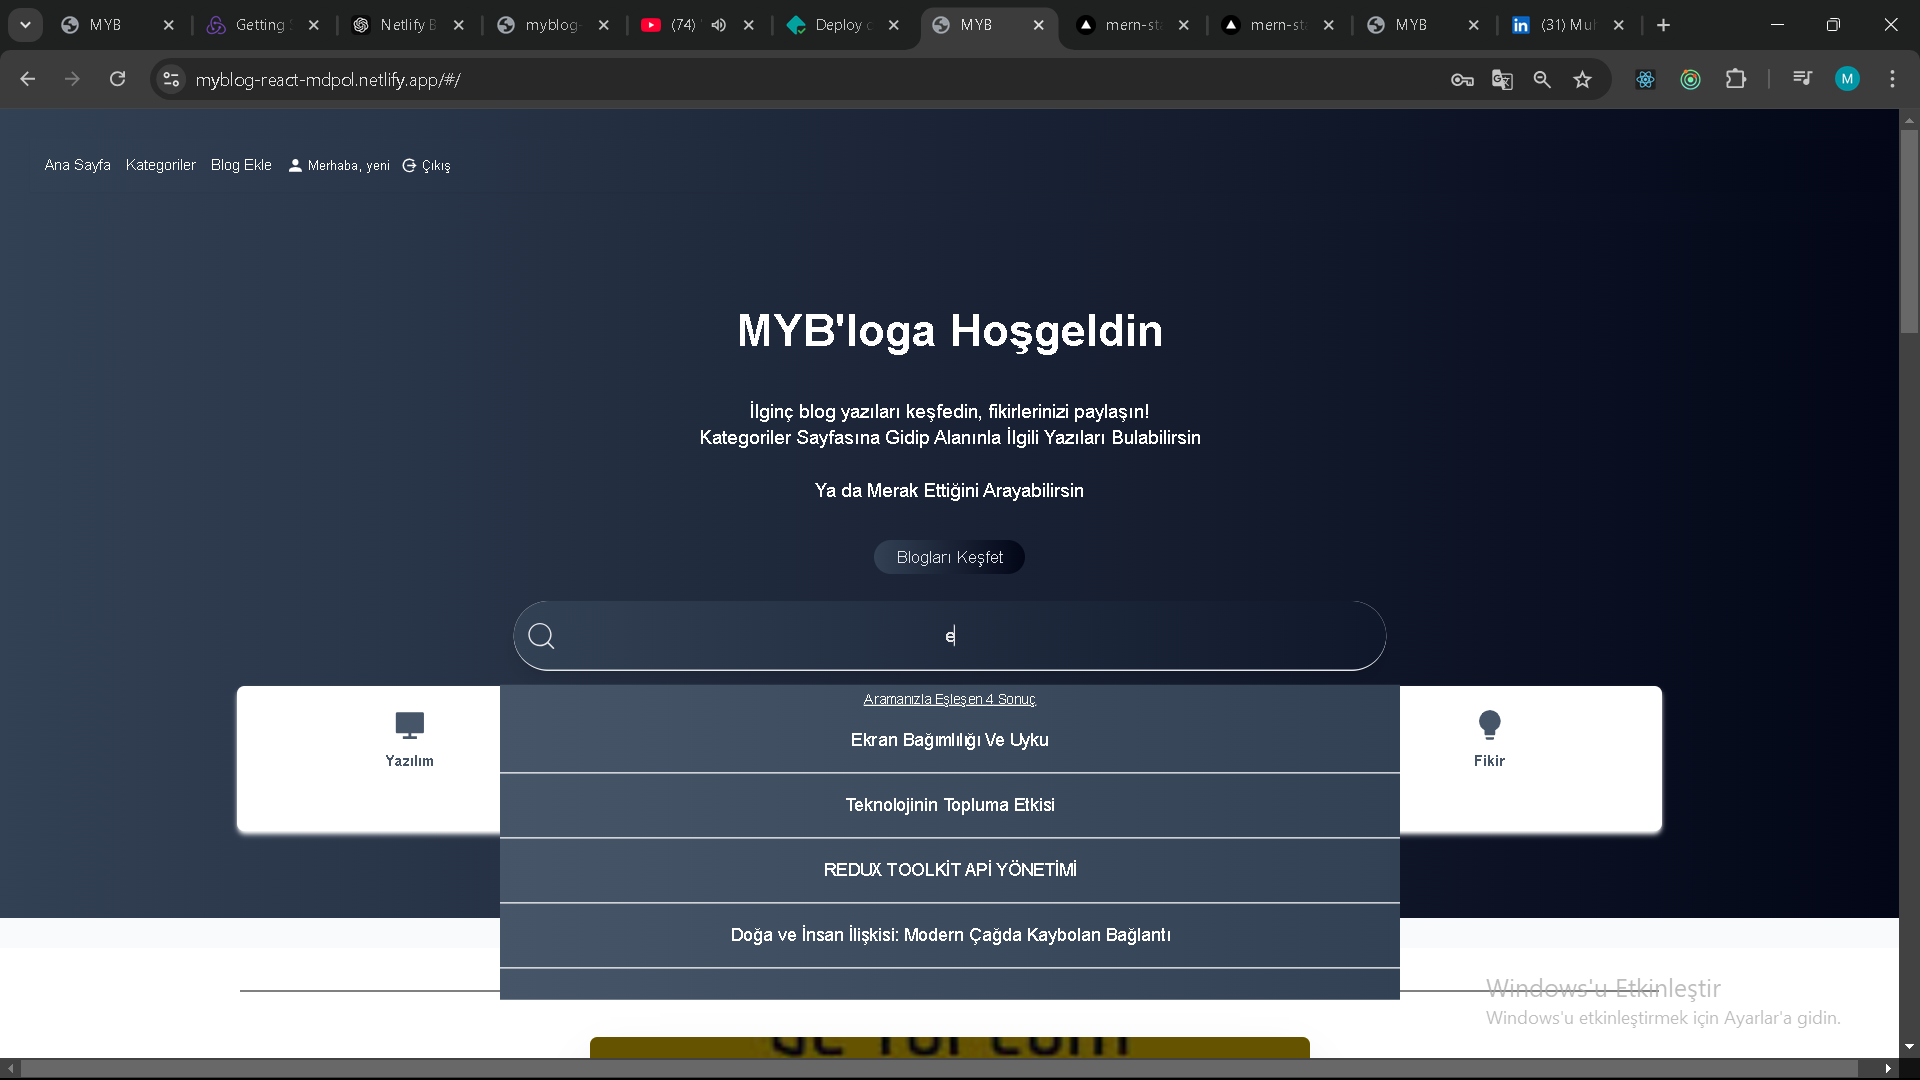 MYB
Getting
Netlify B
myblog-
(74)
Deploy
MYB
mern-st
mern-st
MYB
(31) Mu
myblog-react-mdpol.netlify.app/#/
M
Ana Sayfa Kategoriler Blog Ekle Merhaba, yeni Çıkış
MYB'loga Hoşgeldin
İlginç blog yazıları keşfedin, fikirlerinizi paylaşın!
Kategoriler Sayfasına Gidip Alanınla İlgili Yazıları Bulabilirsin
Ya da Merak Ettiğini Arayabilirsin
Blogları Keşfet
e
Aramanızla Eşleşen 4 Sonuç
Ekran Bağımlılığı Ve Uyku
Yazılım
Fikir
Teknolojinin Topluma Etkisi
REDUX TOOLKİT APİ YÖNETİMİ
Doğa ve İnsan İlişkisi: Modern Çağda Kaybolan Bağlantı
Windows'u Etkinleştir
Windows'u etkinleştirmek için Ayarlar'a gidin.